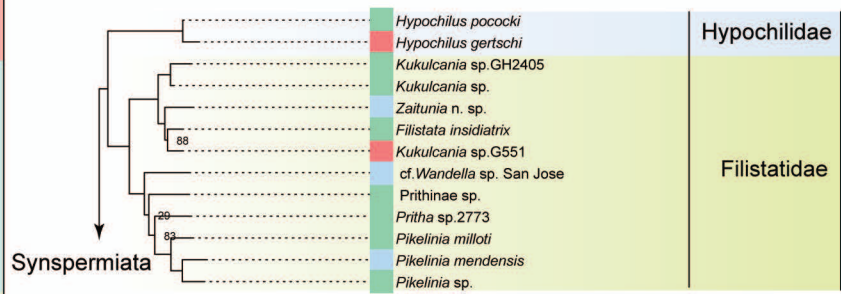 Hypochilus pococki
Hypochilus gertschi
Hypochilidae
Kukulcania sp.GH2405
Kukulcania sp.
Zaitunia n. sp.
Filistata insidiatrix
88
Kukulcania sp.G551
cf.Wandella sp. San Jose
Filistatidae
Prithinae sp.
29
Pritha sp.2773
83
Pikelinia milloti
Synspermiata
Pikelinia mendensis
Pikelinia sp.